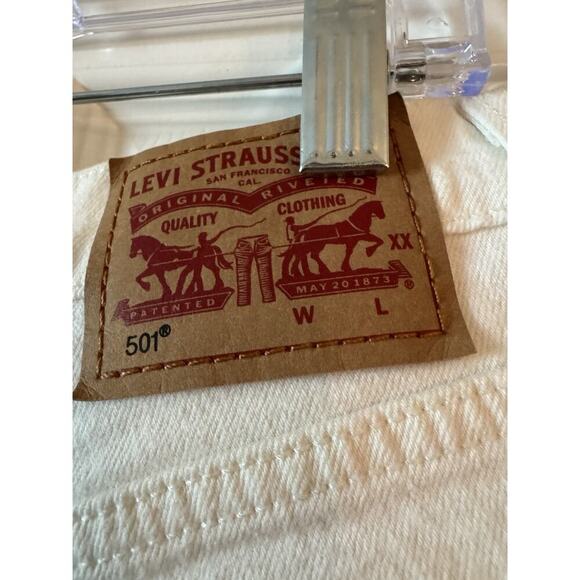 LEVI STRAUSS
SAN FRANCISCO
CAL.
ORIGINAL RIVETED
QUALITY CLOTHING
XX
PATENTED MAY 20 1873 ®
W L
501®